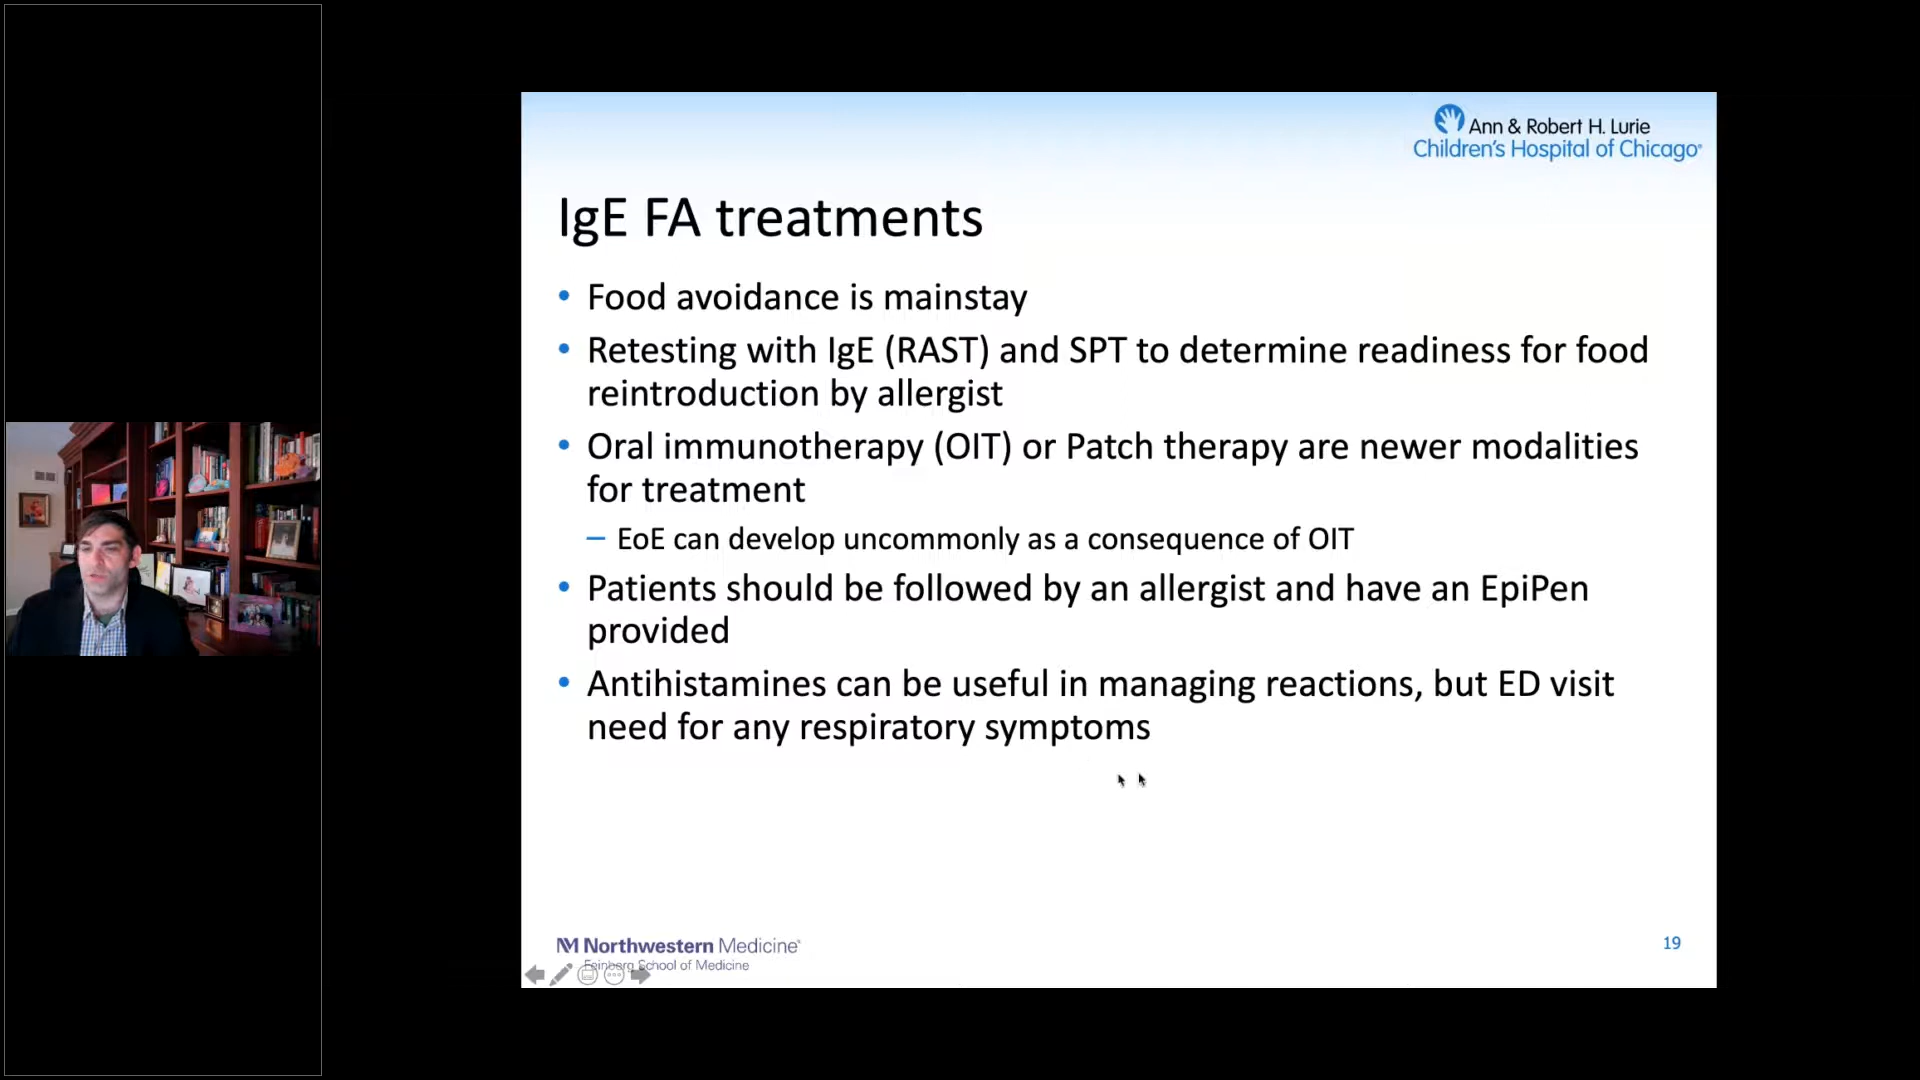 Ann & Robert H. Lurie
Children's Hospital of Chicago
IgE FA treatments
• Food avoidance is mainstay
• Retesting with IgE (RAST) and SPT to determine readiness for food
reintroduction by allergist
• Oral immunotherapy (OIT) or Patch therapy are newer modalities
for treatment
– EoE can develop uncommonly as a consequence of OIT
• Patients should be followed by an allergist and have an EpiPen
provided
• Antihistamines can be useful in managing reactions, but ED visit
need for any respiratory symptoms
Northwestern Medicine
Feinberg School of Medicine
19